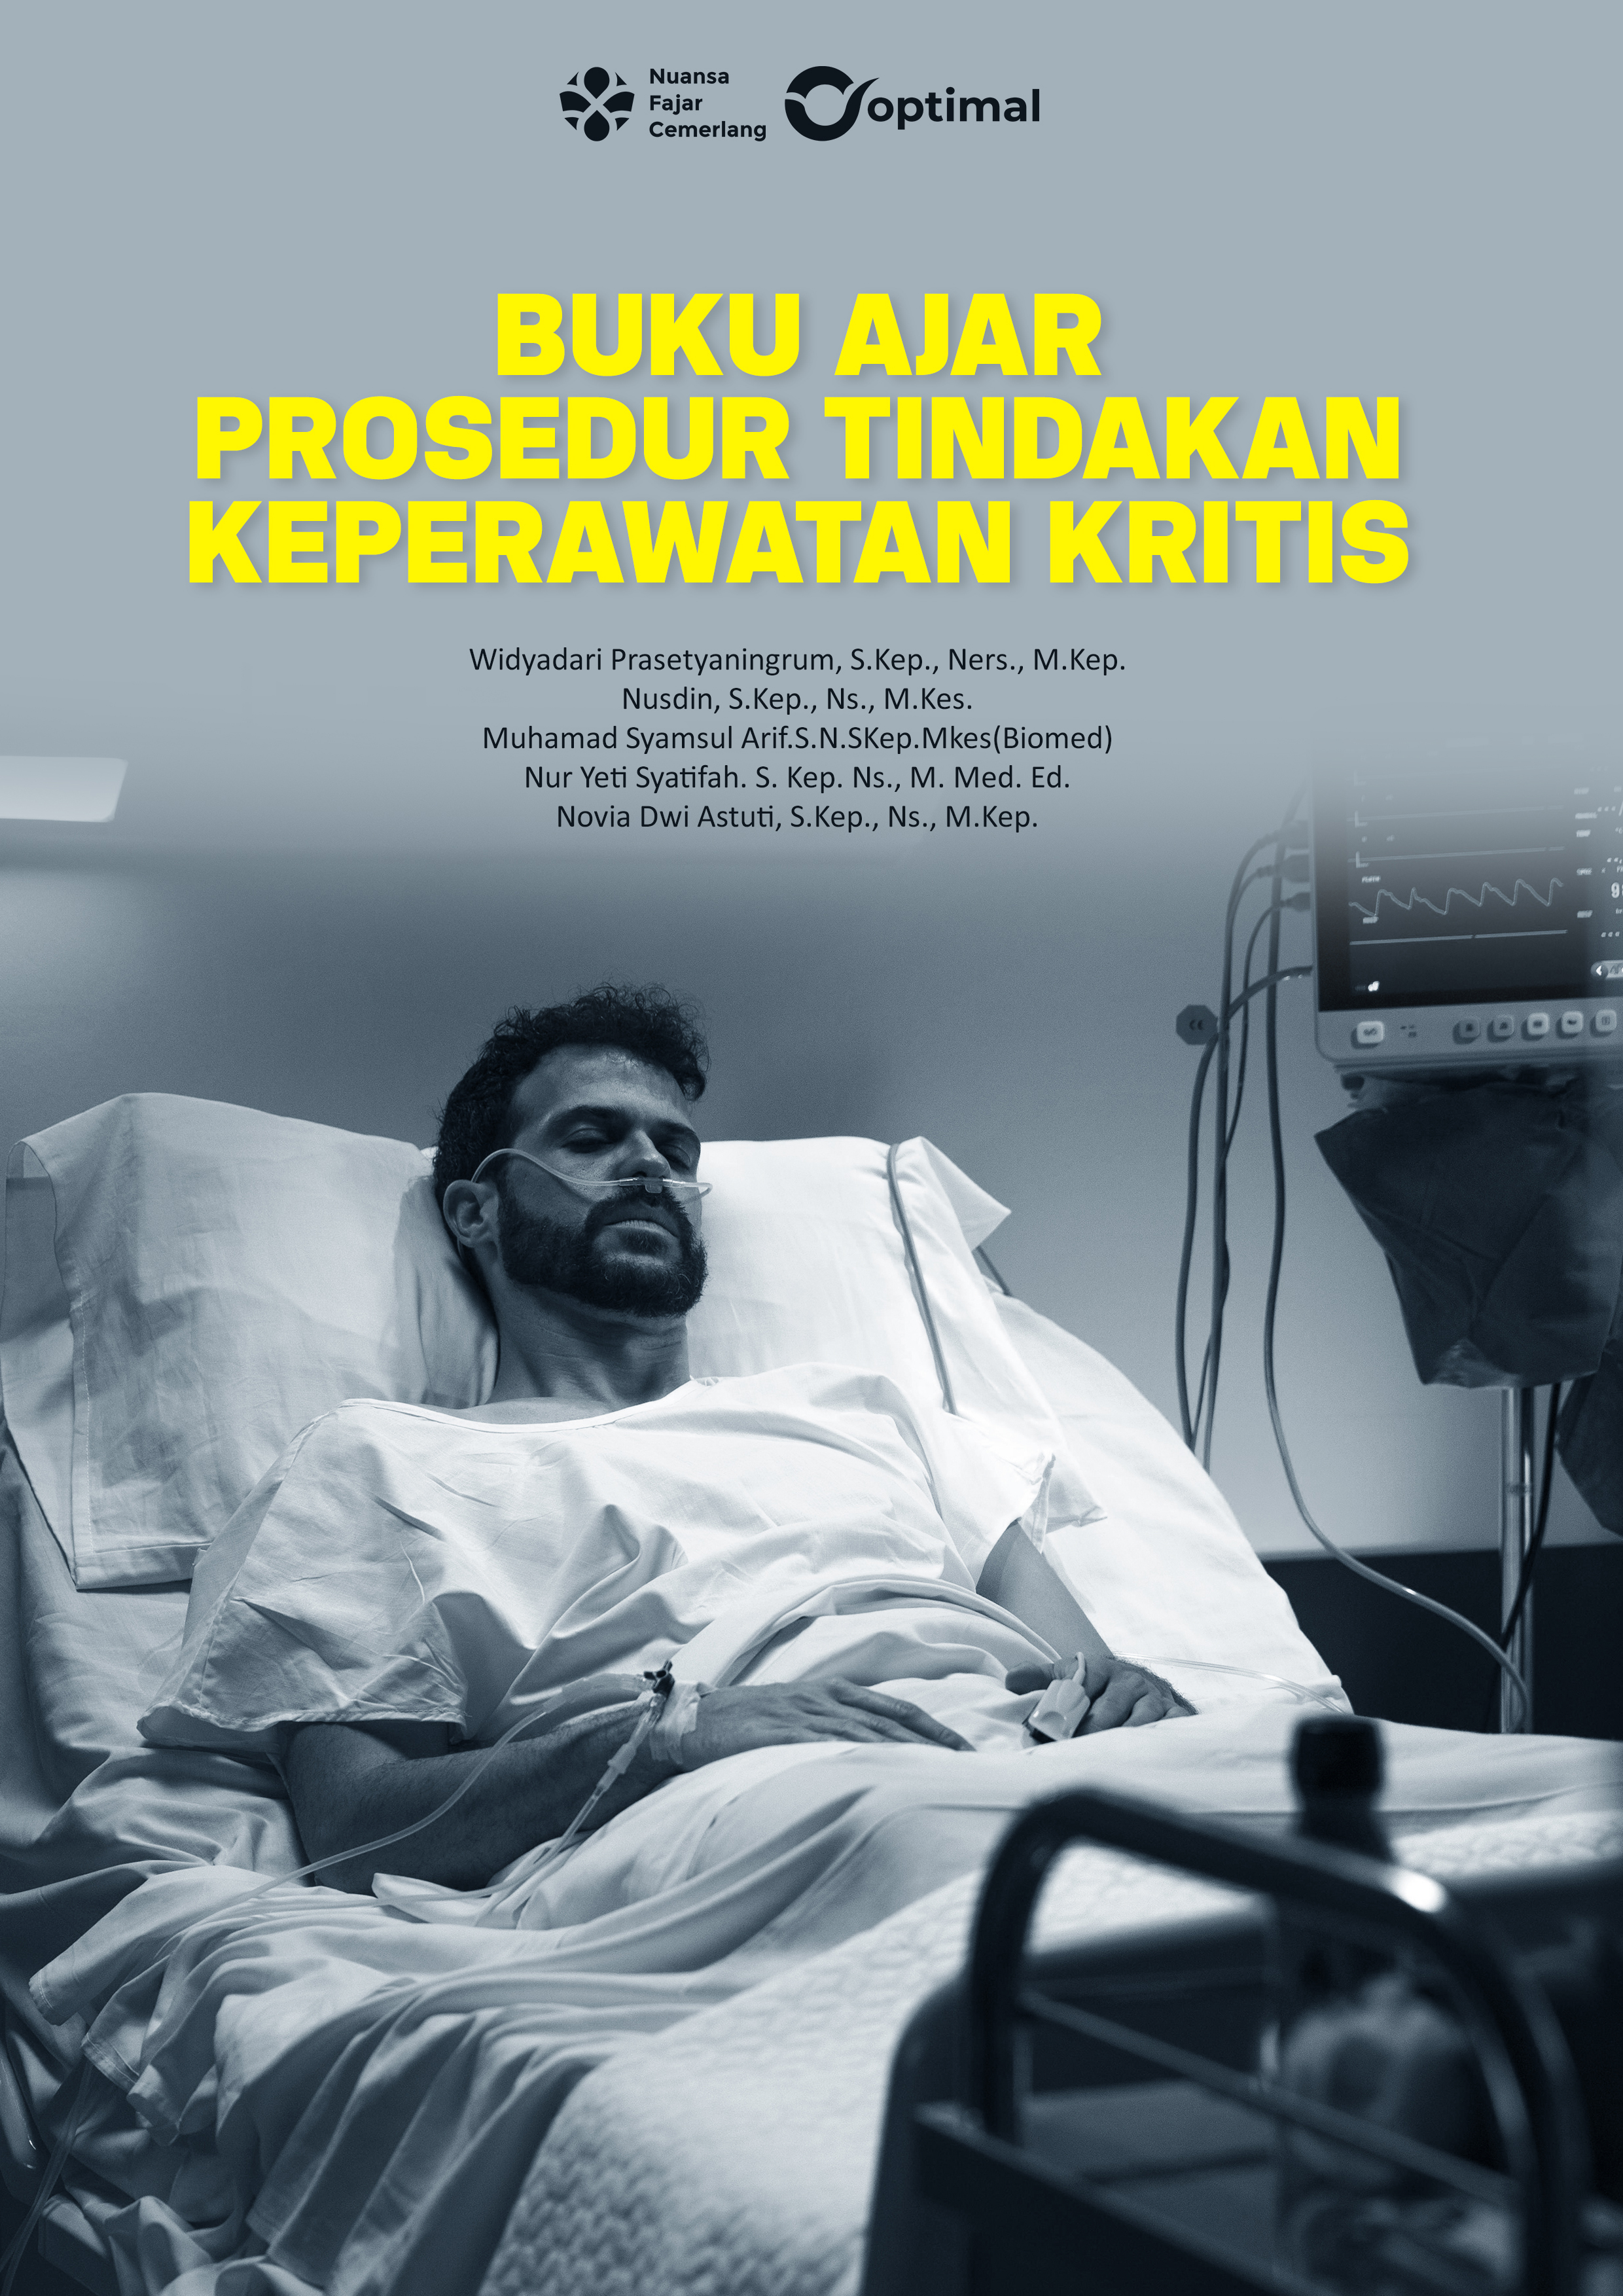 Nuansa
Fajar
Cemerlang
optimal
BUKU AJAR
PROSEDUR TINDAKAN
KEPERAWATAN KRITIS
Widyadari Prasetyaningrum, S.Kep., Ners., M.Kep.
Nusdin, S.Kep., Ns., M.Kes.
Muhamad Syamsul Arif.S.N.SKep.Mkes(Biomed)
Nur Yeti Syatifah. S. Kep. Ns., M. Med. Ed.
Novia Dwi Astuti, S.Kep., Ns., M.Kep.
CE